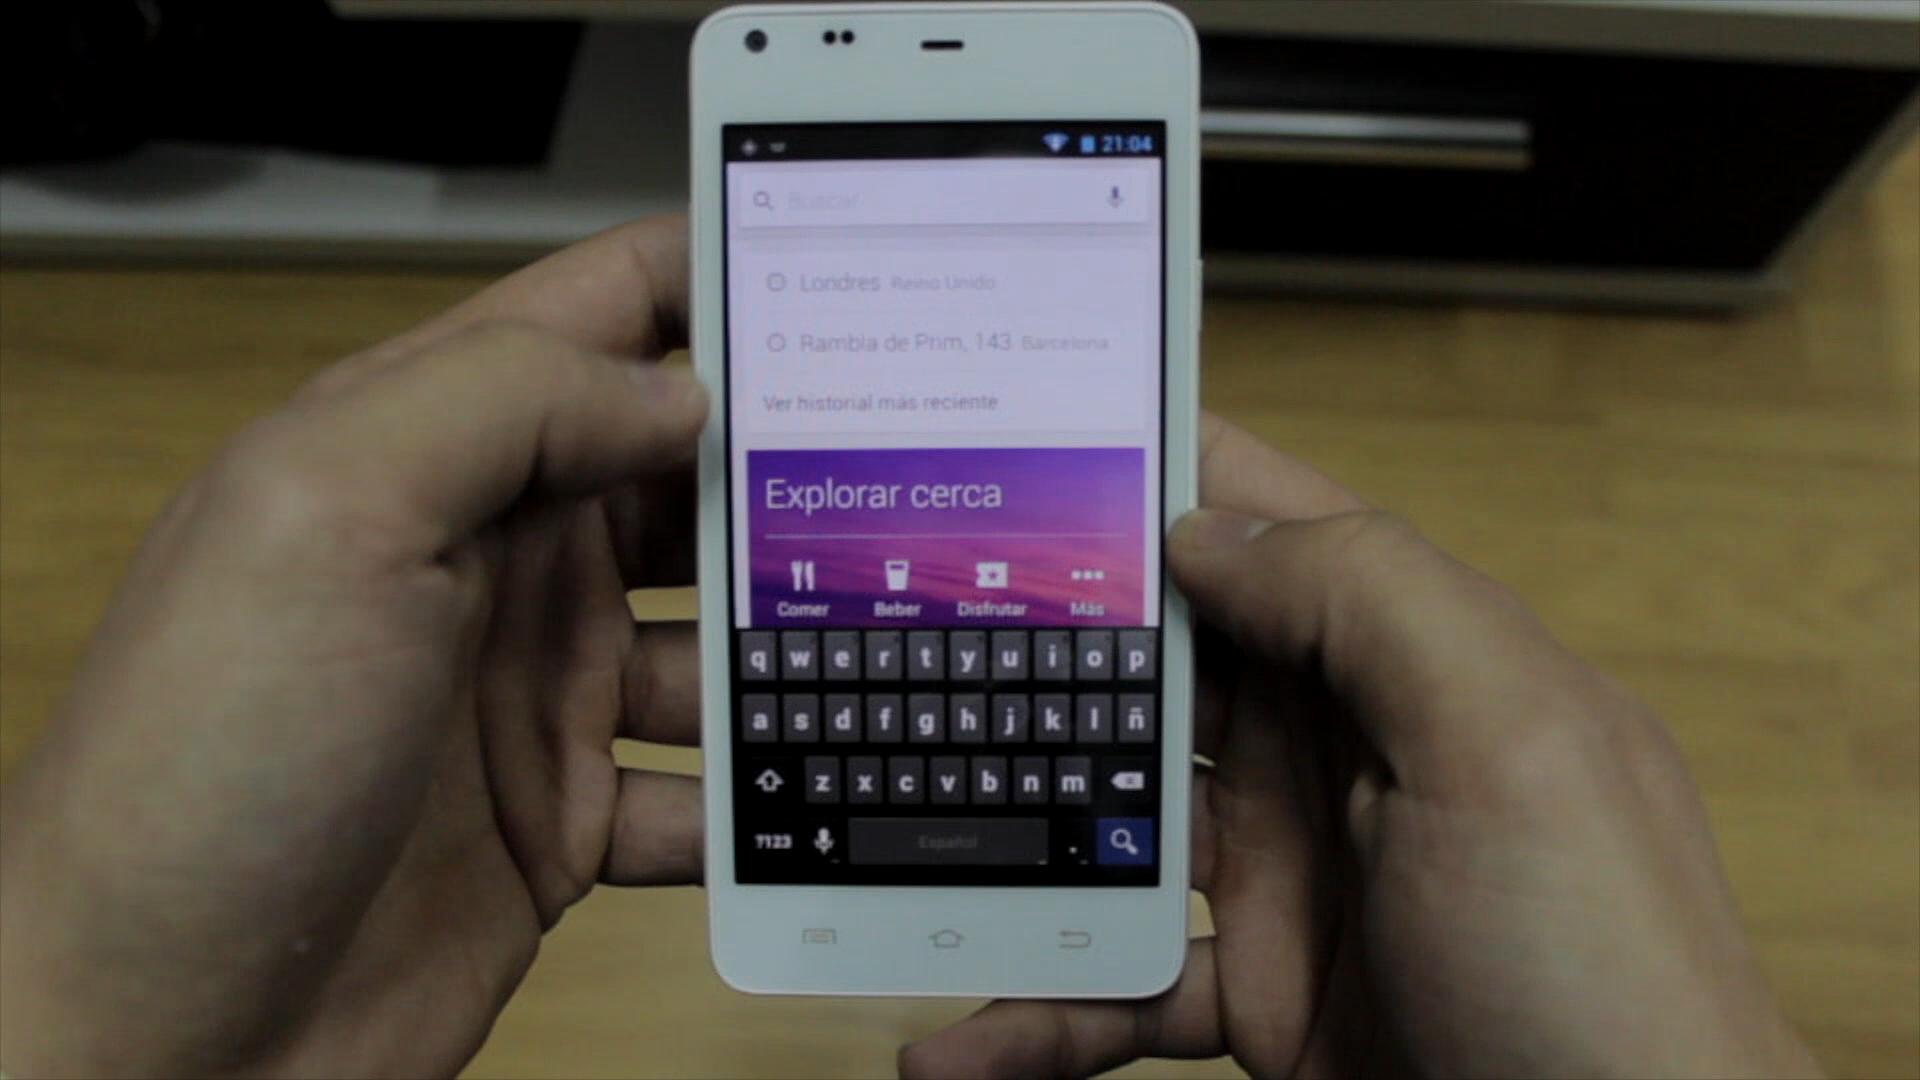 21:04
Buscar
Londres Reino Unido
Rambla de Prim, 143 Barcelona
Ver historial más reciente
Explorar cerca
Comer Beber Disfrutar Más
q w e r t y u i o p
a s d f g h j k l ñ
z x c v b n m
?123 Español .